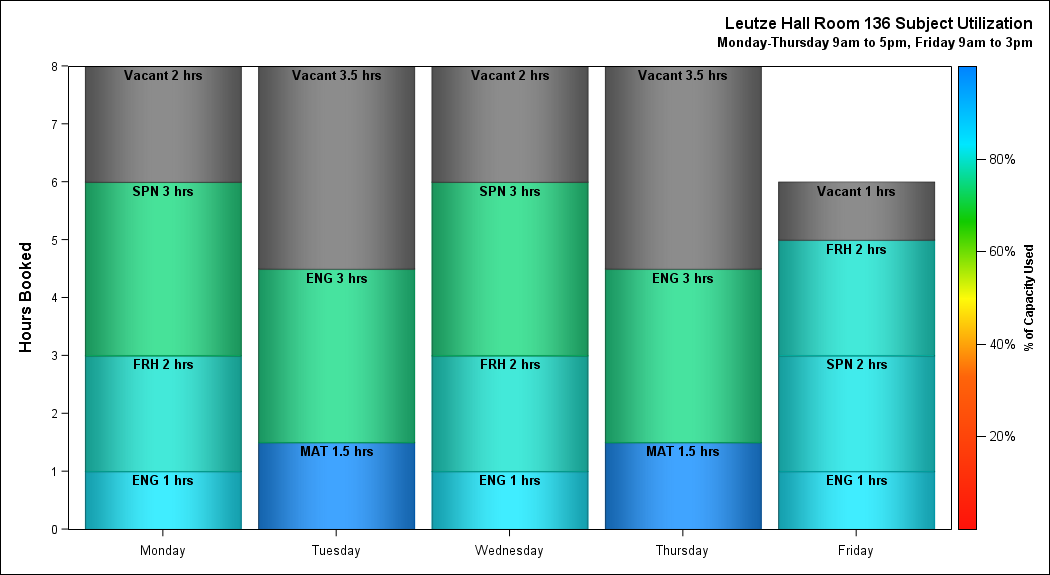 Leutze Hall Room 136 Subject Utilization
Monday-Thursday 9am to 5pm, Friday 9am to 3pm
Hours Booked
8
7
6
5
4
3
2
1
0
Vacant 2 hrs
SPN 3 hrs
FRH 2 hrs
ENG 1 hrs
Vacant 3.5 hrs
ENG 3 hrs
MAT 1.5 hrs
Vacant 2 hrs
SPN 3 hrs
FRH 2 hrs
ENG 1 hrs
Vacant 3.5 hrs
ENG 3 hrs
MAT 1.5 hrs
Vacant 1 hrs
FRH 2 hrs
SPN 2 hrs
ENG 1 hrs
Monday
Tuesday
Wednesday
Thursday
Friday
80%
60%
40%
20%
% of Capacity Used